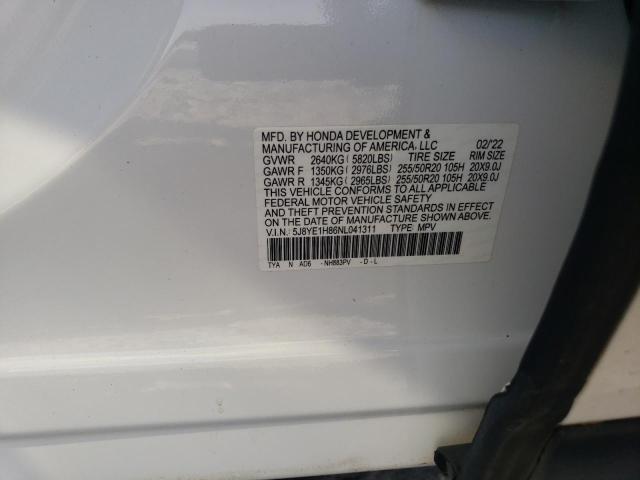 MFD. BY HONDA DEVELOPMENT &
MANUFACTURING OF AMERICA, LLC 02/'22
GVWR 2640KG( 5820LBS) TIRE SIZE RIM SIZE
GAWR F 1350KG( 2976LBS) 255/50R20 105H 20X9.0J
GAWR R 1345KG( 2965LBS) 255/50R20 105H 20X9.0J
THIS VEHICLE CONFORMS TO ALL APPLICABLE
FEDERAL MOTOR VEHICLE SAFETY, BUMPER,
AND THEFT PREVENTION STANDARDS IN EFFECT
ON THE DATE OF MANUFACTURE SHOWN ABOVE.
V.I.N.: 5J8YE1H86NL041311 TYPE MPV
TYA N AD6 -NH883PV -D-L